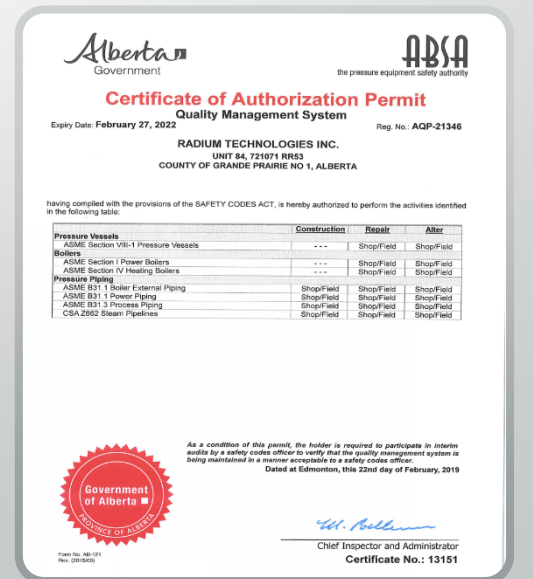 Alberta
Government
ABSA
the pressure equipment safety authority
Certificate of Authorization Permit
Quality Management System
Expiry Date: February 27, 2022
Reg. No.: AQP-21346
RADIUM TECHNOLOGIES INC.
UNIT 84, 721071 RR53
COUNTY OF GRANDE PRAIRIE NO 1, ALBERTA
having complied with the provisions of the SAFETY CODES ACT, is hereby authorized to perform the activities identified
in the following table:
Construction Repair Alter
Pressure Vessels
ASME Section VIII-1 Pressure Vessels --- Shop/Field Shop/Field
Boilers
ASME Section I Power Boilers --- Shop/Field Shop/Field
ASME Section IV Heating Boilers --- Shop/Field Shop/Field
Pressure Piping
ASME B31.1 Boiler External Piping Shop/Field Shop/Field Shop/Field
ASME B31.1 Power Piping Shop/Field Shop/Field Shop/Field
ASME B31.3 Process Piping Shop/Field Shop/Field Shop/Field
CSA Z662 Steam Pipelines Shop/Field Shop/Field Shop/Field
As a condition of this permit, the holder is required to participate in interim
audits by a safety codes officer to verify that the quality management system is
being maintained in a manner acceptable to a safety codes officer.
Dated at Edmonton, this 22nd day of February, 2019
Government
of Alberta
PROVINCE OF ALBERTA
Chief Inspector and Administrator
Certificate No.: 13151
Form No. AB-121
Rev. (2018/03)